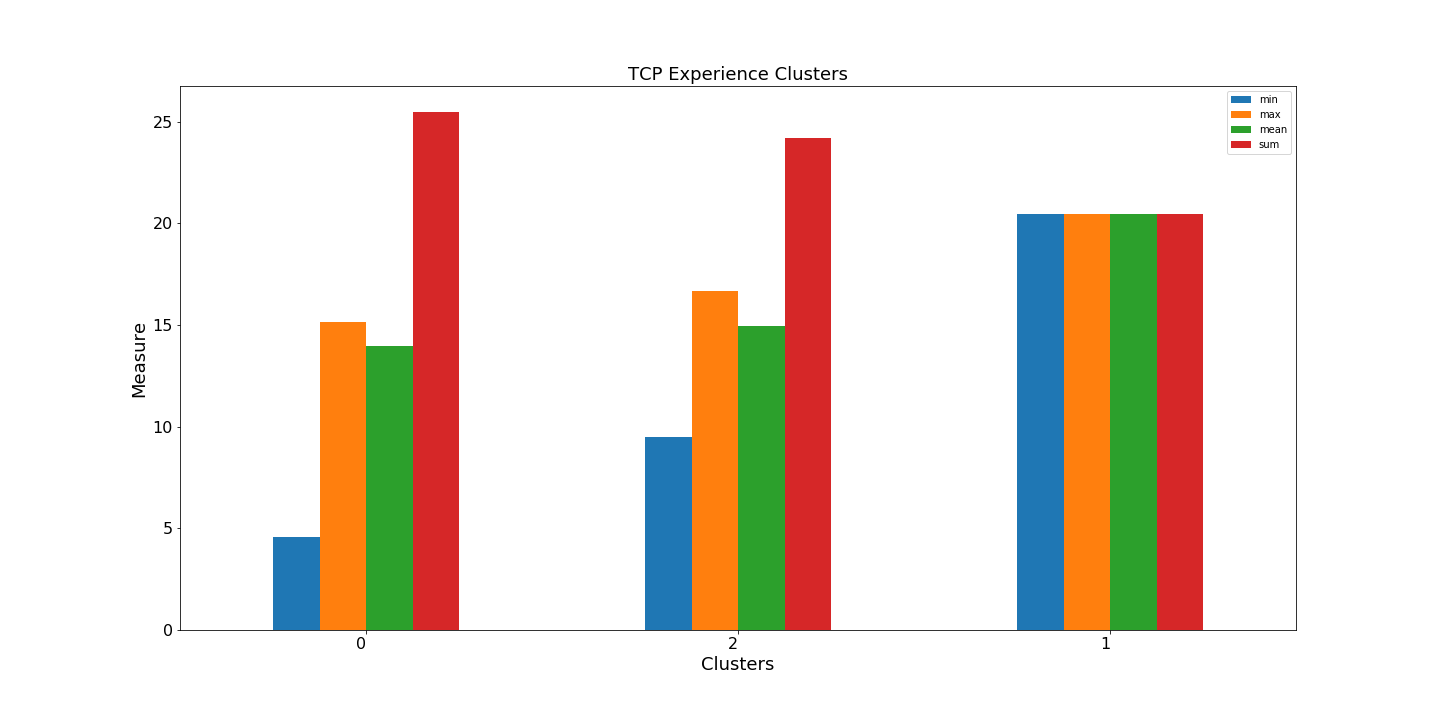 TCP Experience Clusters
min
max
mean
sum
25
20
15
10
5
0
Measure
0 2 1
Clusters